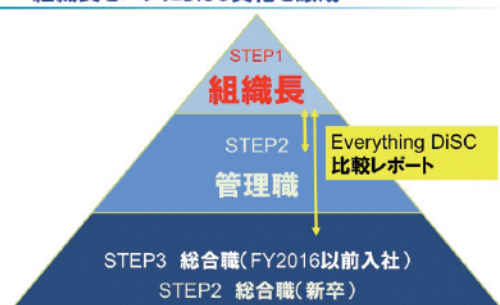 STEP1
組織長
STEP2
管理職
Everything DiSC
比較レポート
STEP3 総合職(FY2016以前入社)
STEP2 総合職(新卒)